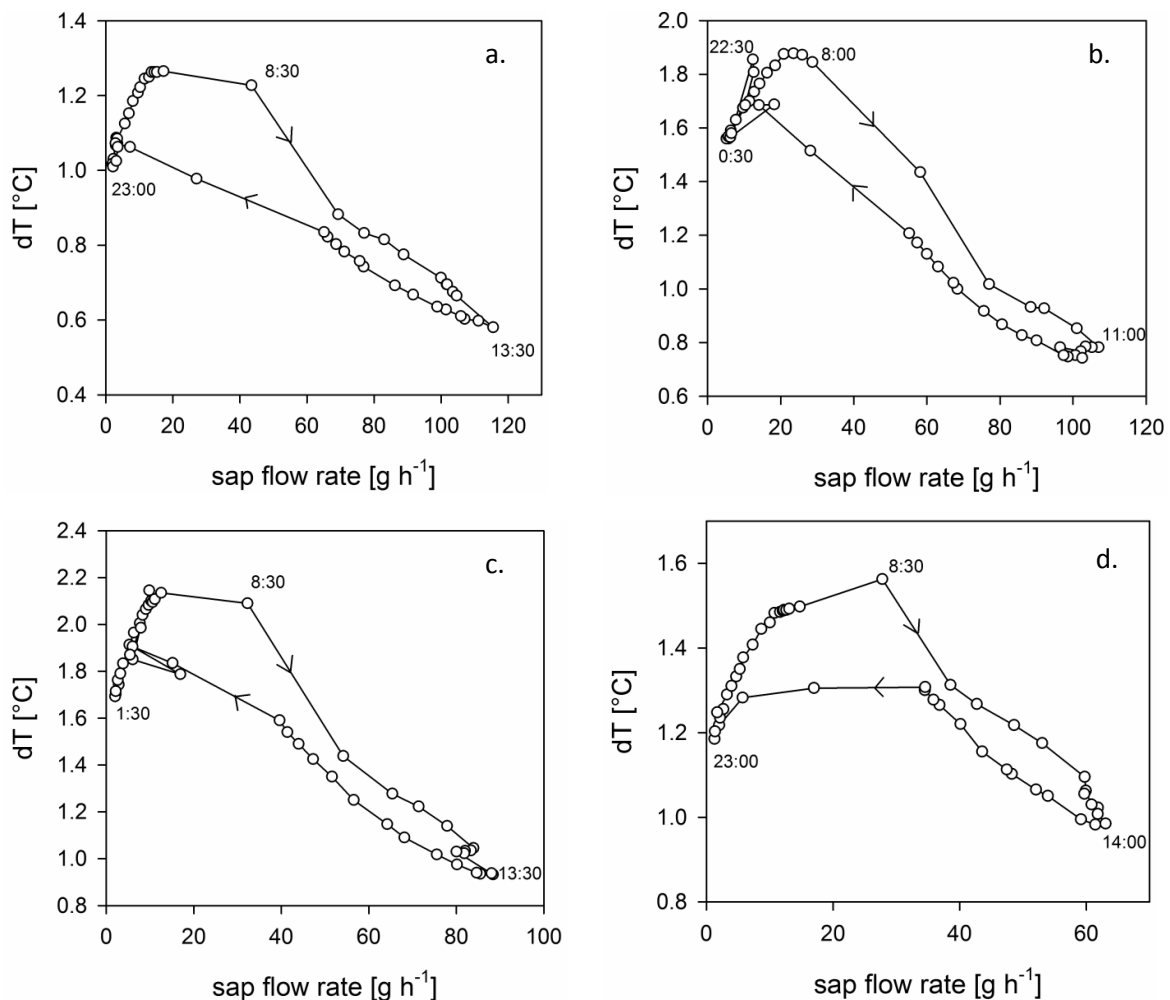 a.
1.4
1.2
1.0
0.8
0.6
0.4
dT [°C]
8:30
23:00
13:30
0 20 40 60 80 100 120
sap flow rate [g h⁻¹]
b.
2.0
1.8
1.6
1.4
1.2
1.0
0.8
0.6
dT [°C]
22:30
8:00
0:30
11:00
0 20 40 60 80 100 120
sap flow rate [g h⁻¹]
c.
2.4
2.2
2.0
1.8
1.6
1.4
1.2
1.0
0.8
dT [°C]
8:30
1:30
13:30
0 20 40 60 80 100
sap flow rate [g h⁻¹]
d.
1.6
1.4
1.2
1.0
0.8
dT [°C]
8:30
23:00
14:00
0 20 40 60
sap flow rate [g h⁻¹]